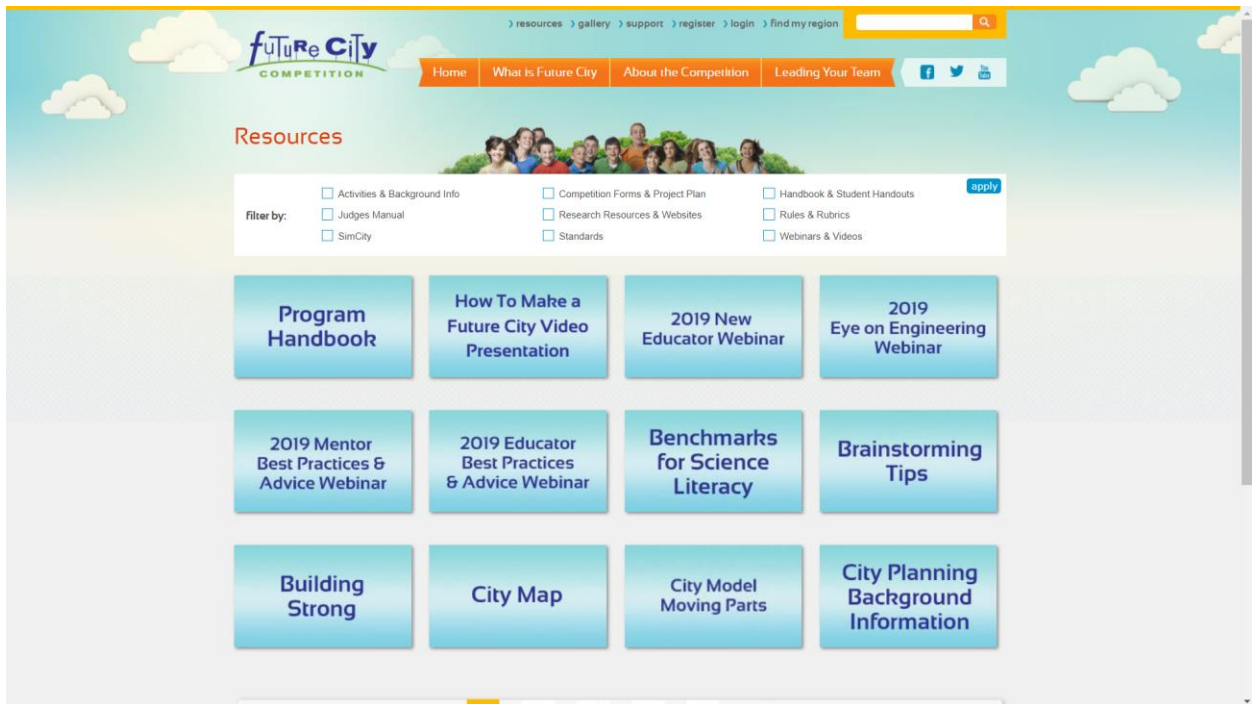 resources gallery support register login find my region
fuTuRe CiTy
COMPETITION
Home What is Future City About the Competition Leading Your Team
You Tube
Resources
filter by:
Activities & Background Info Competition Forms & Project Plan Handbook & Student Handouts apply
Judges Manual Research Resources & Websites Rules & Rubrics
SimCity Standards Webinars & Videos
Program
Handbook
How To Make a
Future City Video
Presentation
2019 New
Educator Webinar
2019
Eye on Engineering
Webinar
2019 Mentor
Best Practices &
Advice Webinar
2019 Educator
Best Practices
& Advice Webinar
Benchmarks
for Science
Literacy
Brainstorming
Tips
Building
Strong
City Map
City Model
Moving Parts
City Planning
Background
Information